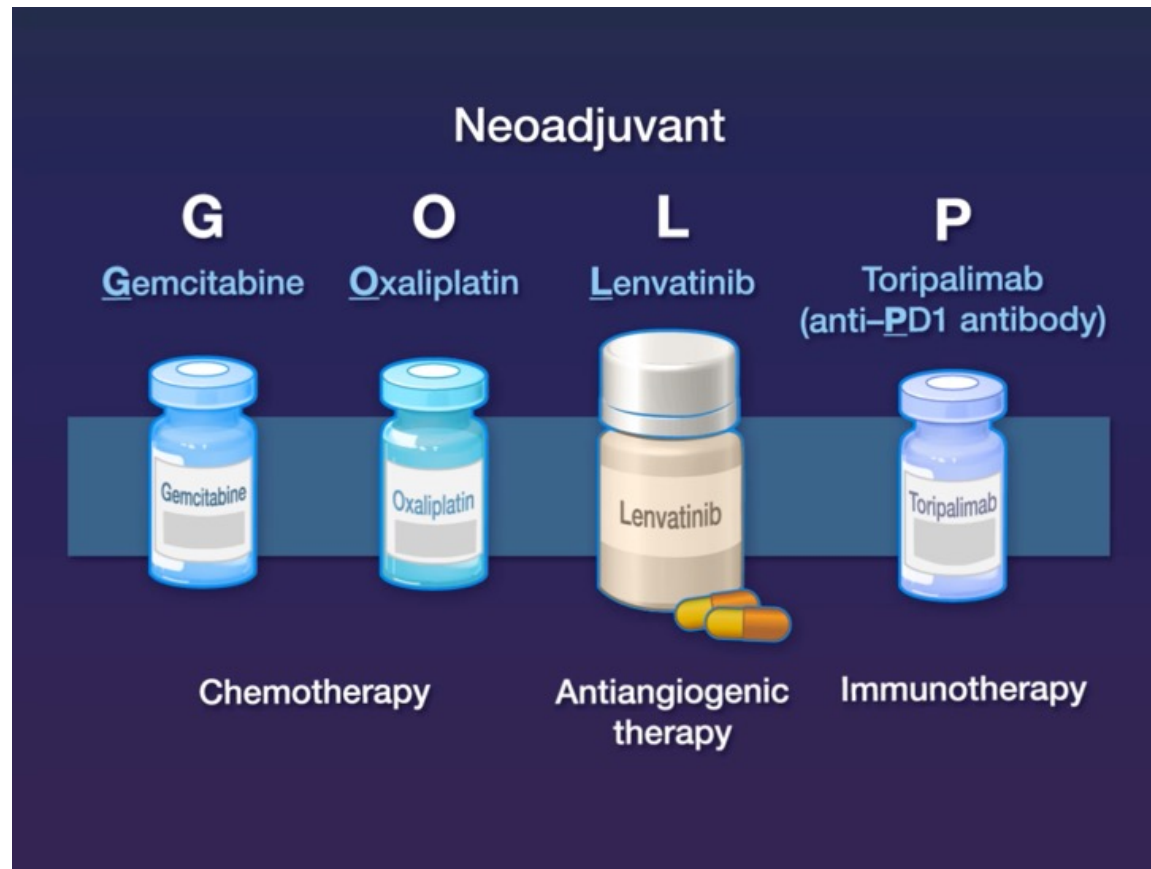 Neoadjuvant
G
O
L
P
Gemcitabine
Oxaliplatin
Lenvatinib
Toripalimab
(anti–PD1 antibody)
Gemcitabine
Oxaliplatin
Lenvatinib
Toripalimab
Chemotherapy
Antiangiogenic
therapy
Immunotherapy